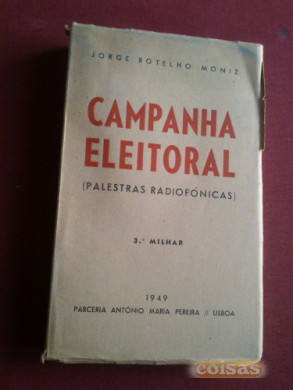 JORGE BOTELHO MONIZ
CAMPANHA
ELEITORAL
(PALESTRAS RADIOFÓNICAS)
3.º MILHAR
1949
PARCERIA ANTÓNIO MARIA PEREIRA / LISBOA
coisas